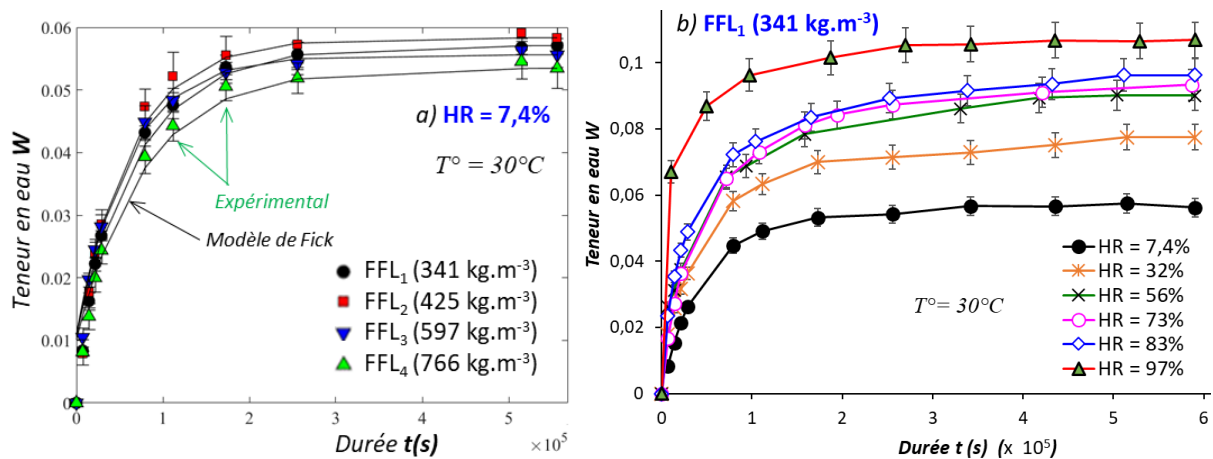 0.06
0.05
0.04
0.03
0.02
0.01
0
Teneur en eau W
a) HR = 7,4%
T° = 30°C
Expérimental
Modèle de Fick
FFL₁ (341 kg.m⁻³)
FFL₂ (425 kg.m⁻³)
FFL₃ (597 kg.m⁻³)
FFL₄ (766 kg.m⁻³)
0 1 2 3 4 5
×10⁵
Durée t(s)
b) FFL₁ (341 kg.m⁻³)
0,1
0,08
0,06
0,04
0,02
0
Teneur en eau W
T°= 30°C
HR = 7,4%
HR = 32%
HR = 56%
HR = 73%
HR = 83%
HR = 97%
0 1 2 3 4 5 6
Durée t (s) (x 10⁵)